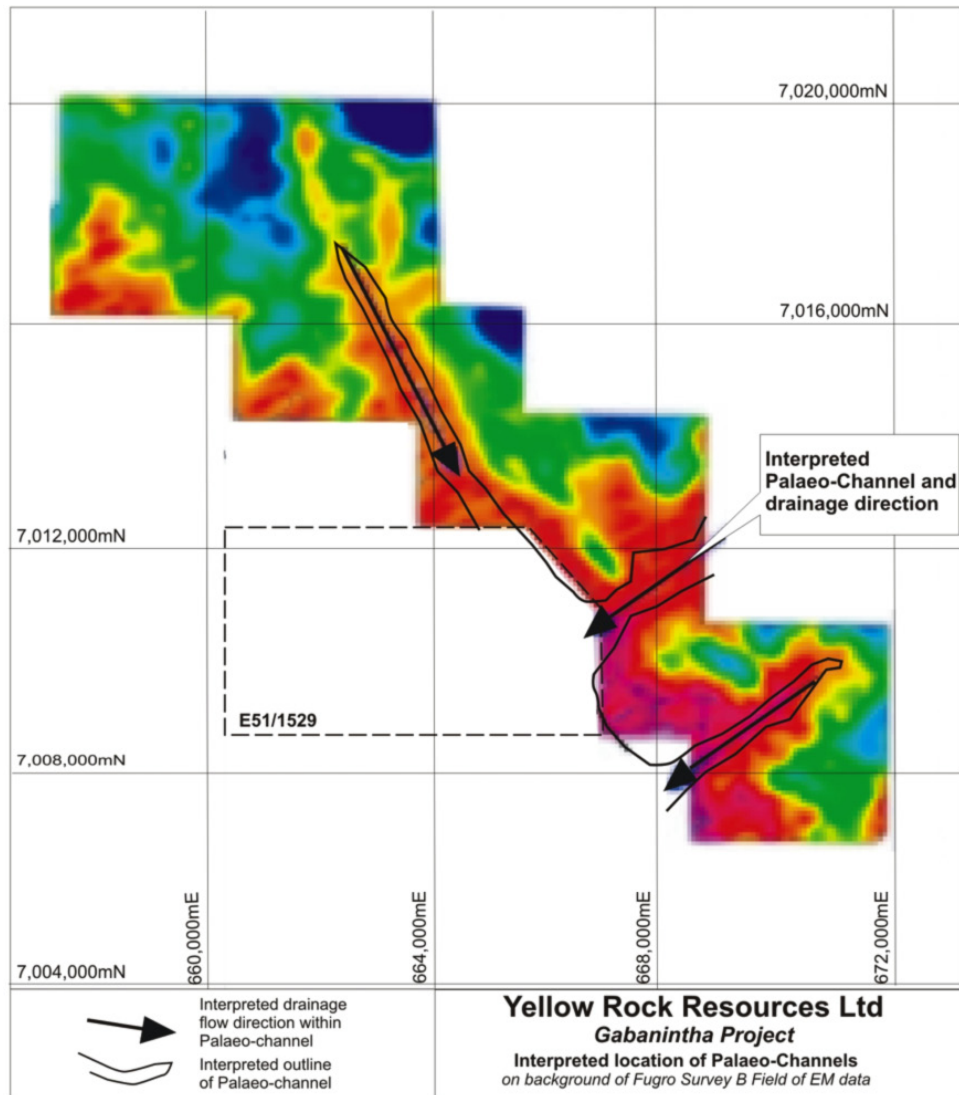 7,020,000mN
7,016,000mN
Interpreted
Palaeo-Channel and
drainage direction
7,012,000mN
E51/1529
7,008,000mN
660,000mE
664,000mE
668,000mE
672,000mE
7,004,000mN
Interpreted drainage
flow direction within
Palaeo-channel
Interpreted outline
of Palaeo-channel
Yellow Rock Resources Ltd
Gabanintha Project
Interpreted location of Palaeo-Channels
on background of Fugro Survey B Field of EM data